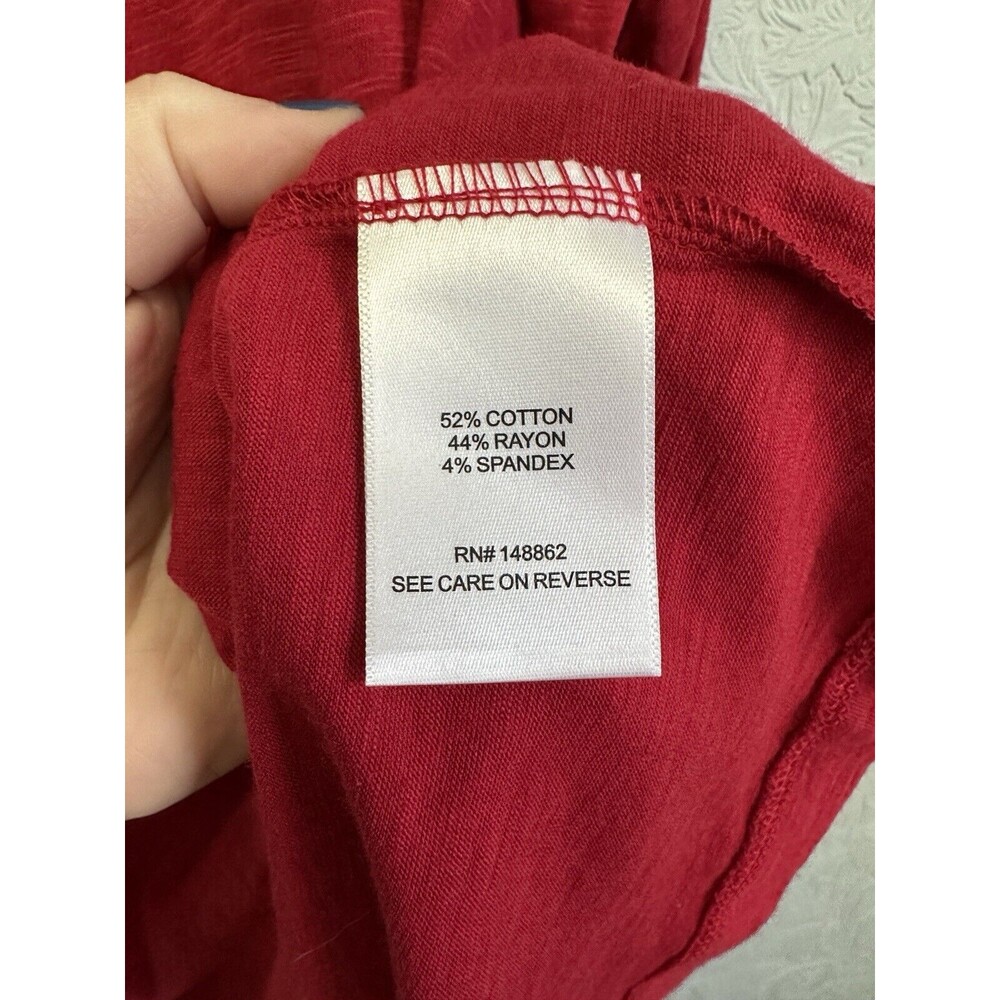 52% COTTON
44% RAYON
4% SPANDEX
RN# 148862
SEE CARE ON REVERSE